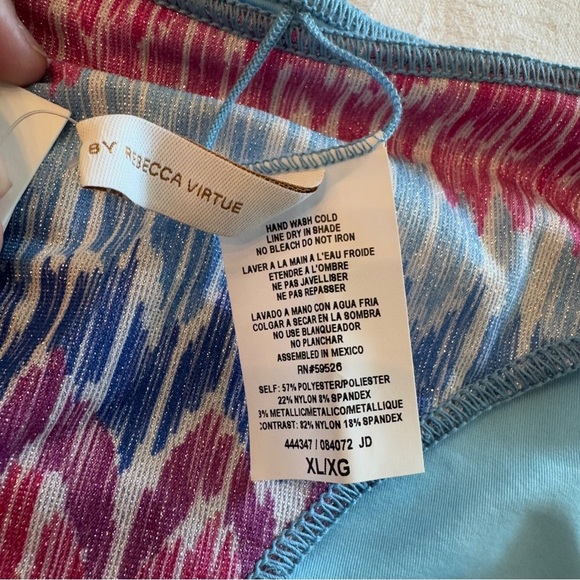 BY REBECCA VIRTUE
HAND WASH COLD
LINE DRY IN SHADE
NO BLEACH DO NOT IRON
LAVER A LA MAIN A L'EAU FROIDE
ETENDRE A L'OMBRE
NE PAS JAVELLISER
NE PAS REPASSER
LAVADO A MANO CON AGUA FRIA
COLGAR A SECAR EN LA SOMBRA
NO USE BLANQUEADOR
NO PLANCHAR
ASSEMBLED IN MEXICO
RN#59526
SELF: 57% POLYESTER/POLIESTER
22% NYLON 8% SPANDEX
3% METALLIC/METALICO/METALLIQUE
CONTRAST: 82% NYLON 18% SPANDEX
444347 / 084072 JD
XL/XG